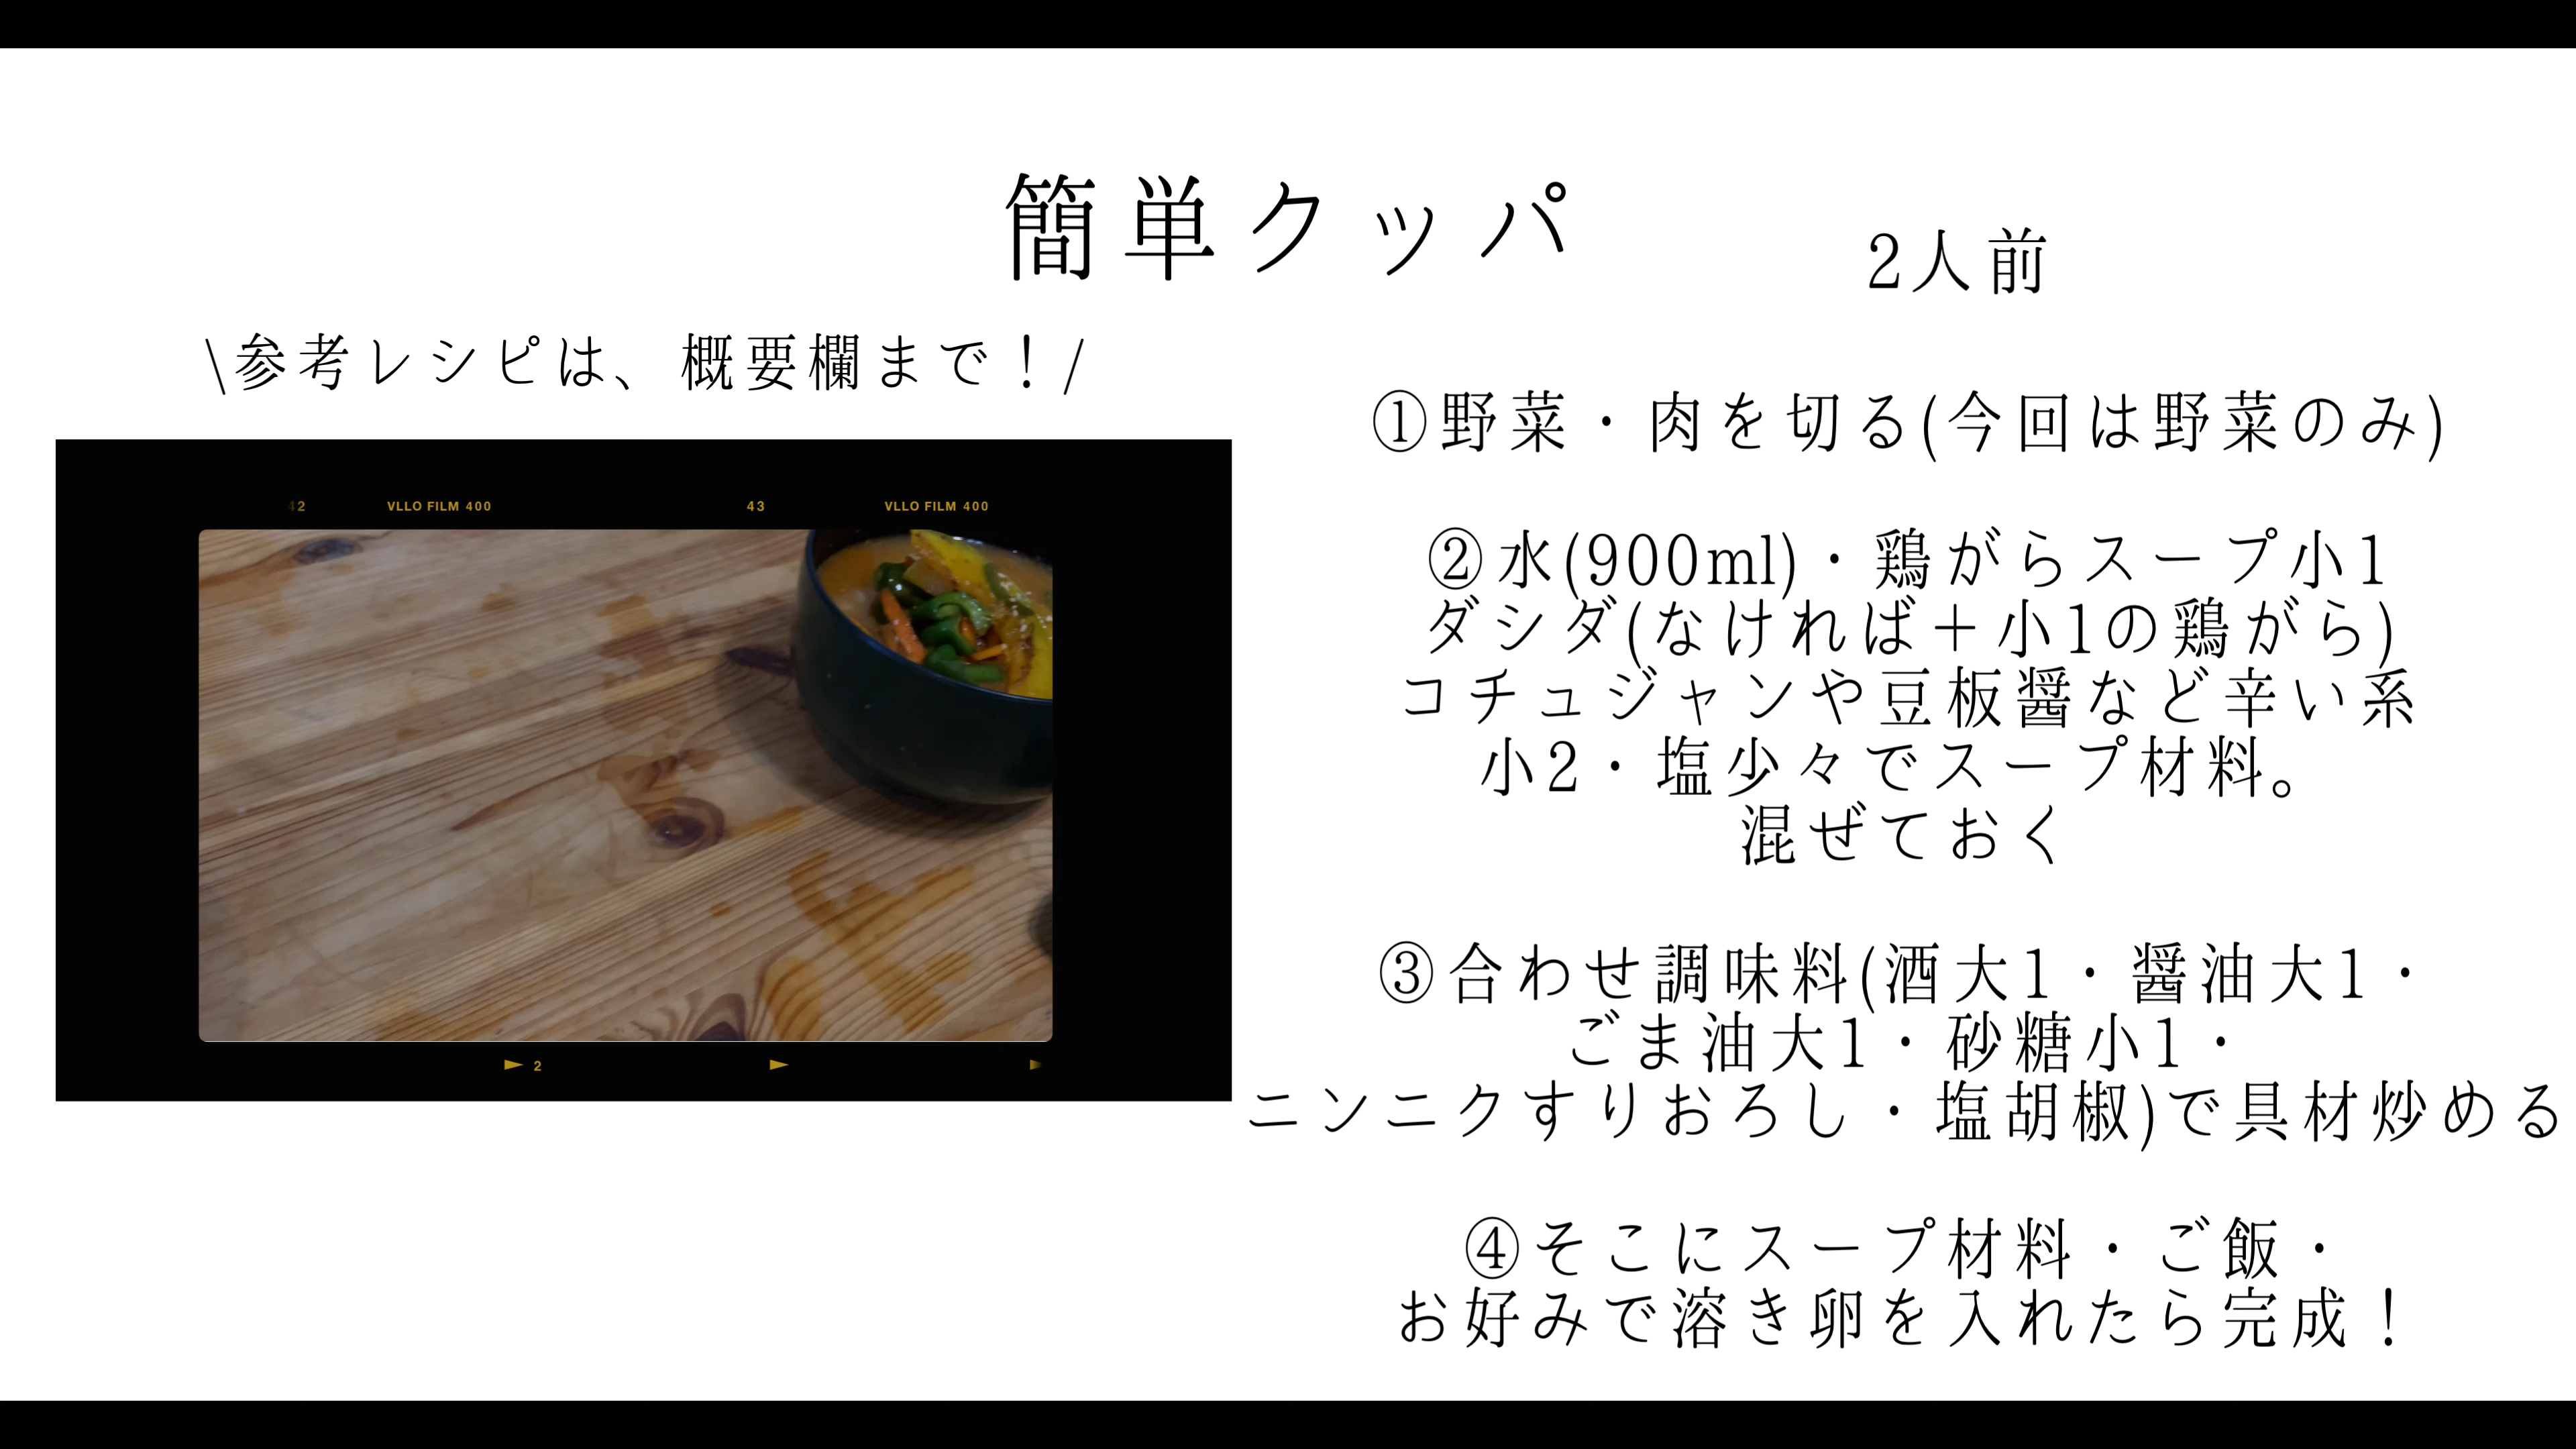 簡単クッパ
2人前
\参考レシピは、概要欄まで！/
①野菜・肉を切る(今回は野菜のみ)
②水(900ml)・鶏がらスープ小1
ダシダ(なければ＋小1の鶏がら)
コチュジャンや豆板醤など辛い系
小2・塩少々でスープ材料。
混ぜておく
③合わせ調味料(酒大1・醤油大1・
ごま油大1・砂糖小1・
ニンニクすりおろし・塩胡椒)で具材炒める
④そこにスープ材料・ご飯・
お好みで溶き卵を入れたら完成！
42 VLLO FILM 400 43 VLLO FILM 400
2